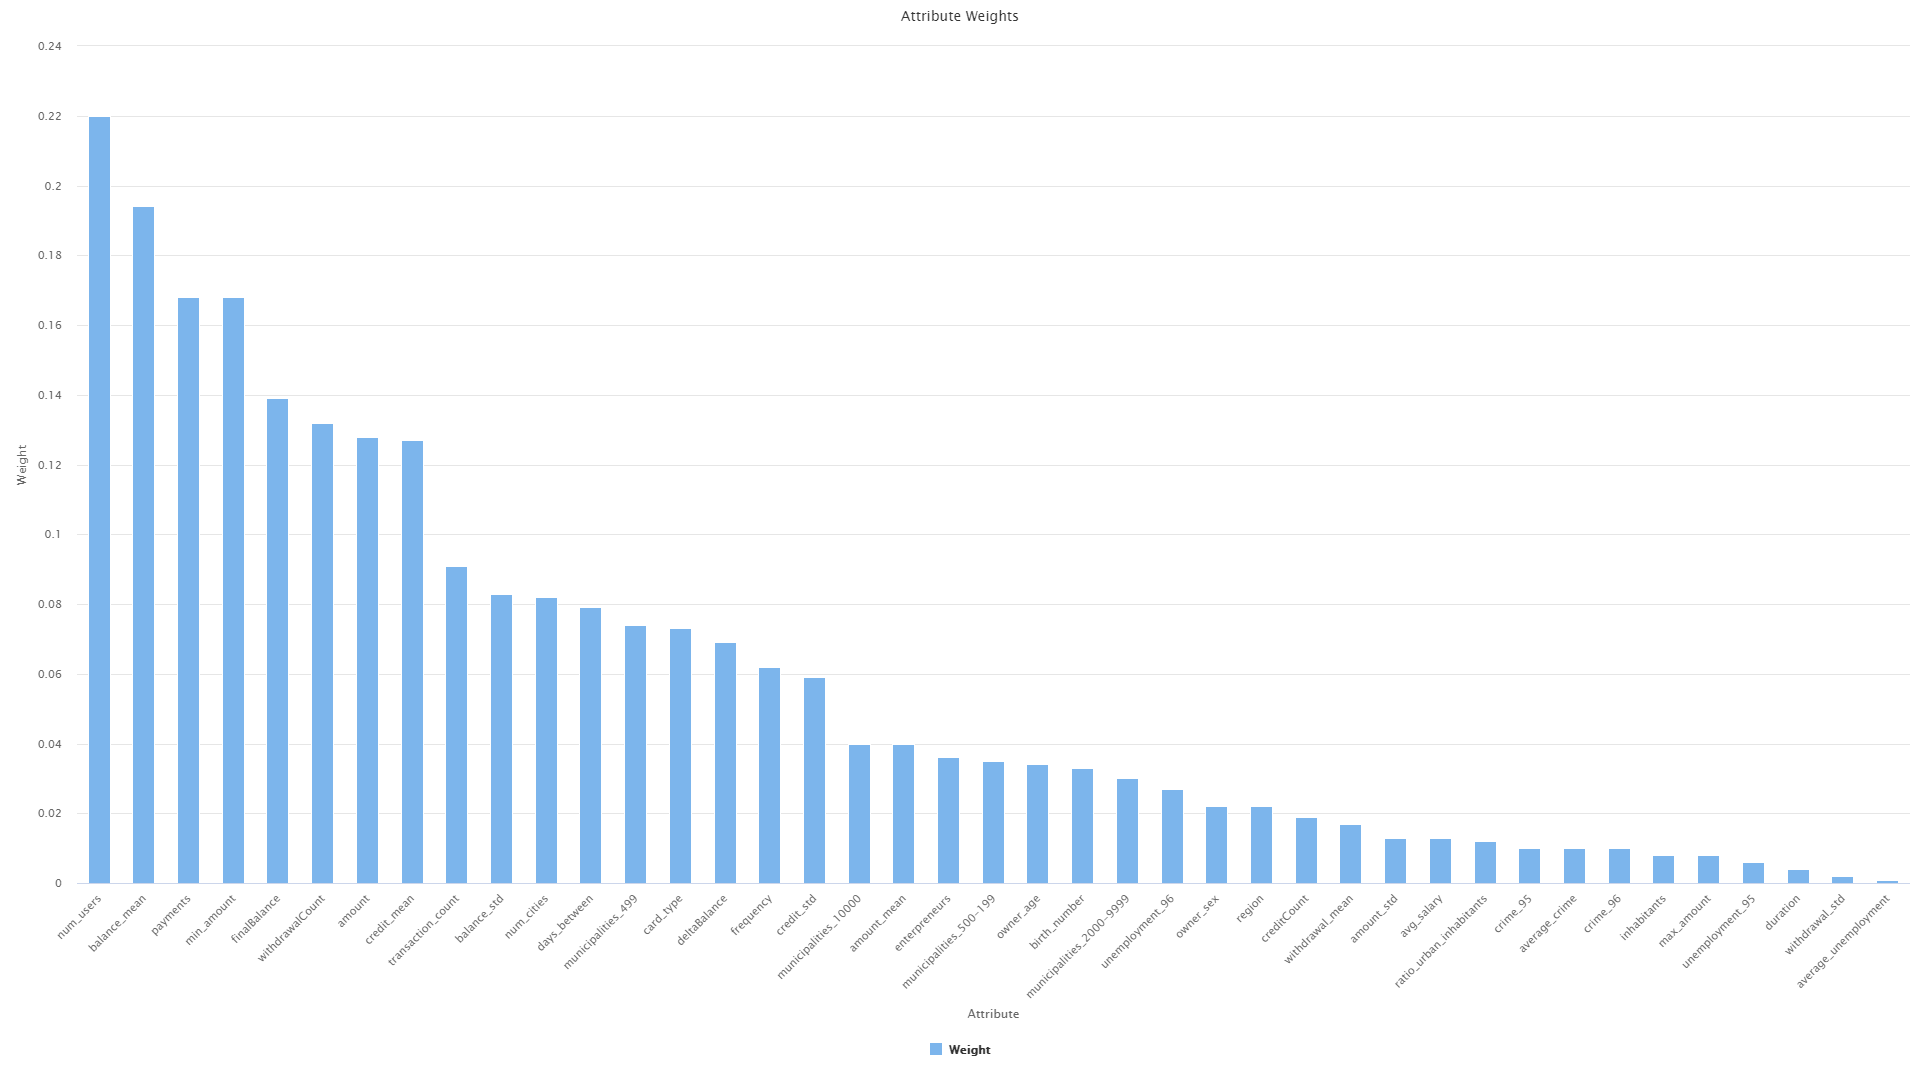 Attribute Weights
0.24
0.22
0.2
0.18
0.16
0.14
0.12
0.1
0.08
0.06
0.04
0.02
0
Weight
num_users
balance_mean
payments
min_amount
finalBalance
withdrawalCount
amount
credit_mean
transaction_count
balance_std
num_cities
days_between
municipalities_499
card_type
deltaBalance
frequency
credit_std
municipalities_10000
amount_mean
enterpreneurs
municipalities_500-199
owner_age
birth_number
municipalities_2000-9999
unemployment_96
owner_sex
region
creditCount
withdrawal_mean
amount_std
avg_salary
ratio_urban_inhabitants
crime_95
average_crime
crime_96
inhabitants
max_amount
unemployment_95
duration
withdrawal_std
average_unemployment
Attribute
Weight